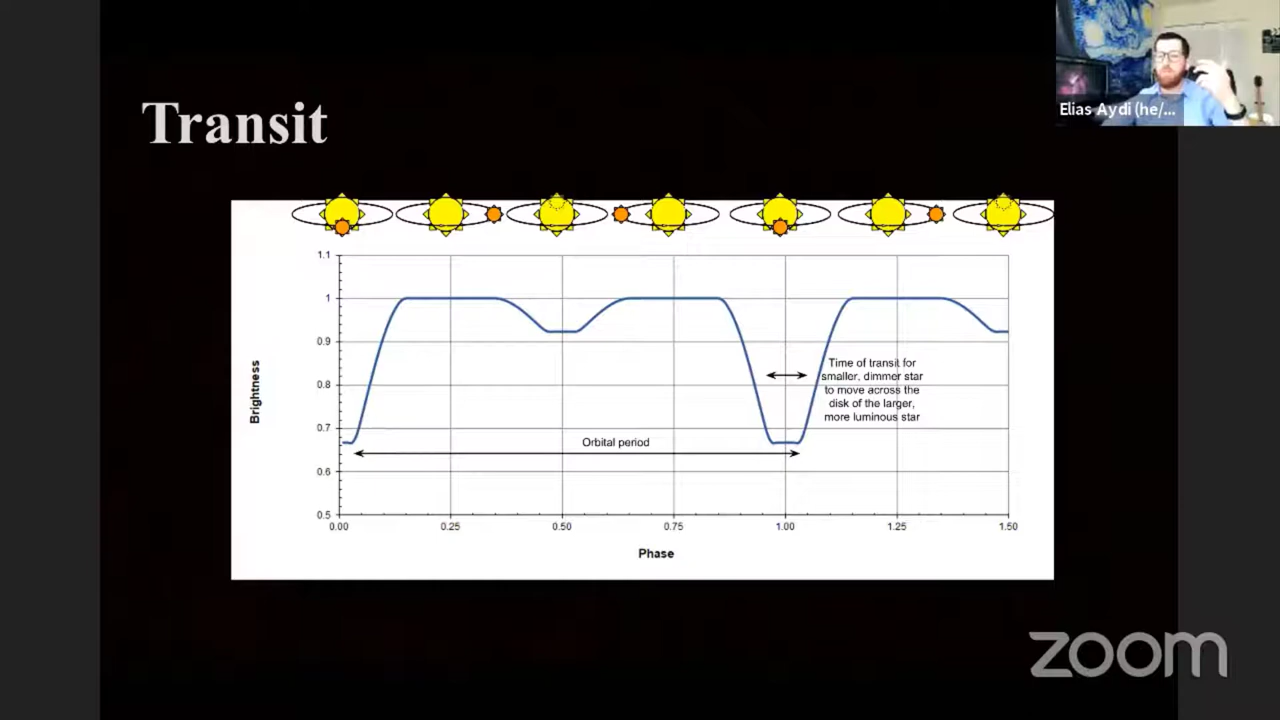 Elias Aydi (he/...
Transit
1.1
1
0.9
0.8
0.7
0.6
0.5
Brightness
Time of transit for
smaller, dimmer star
to move across the
disk of the larger,
more luminous star
Orbital period
0.00 0.25 0.50 0.75 1.00 1.25 1.50
Phase
zoom